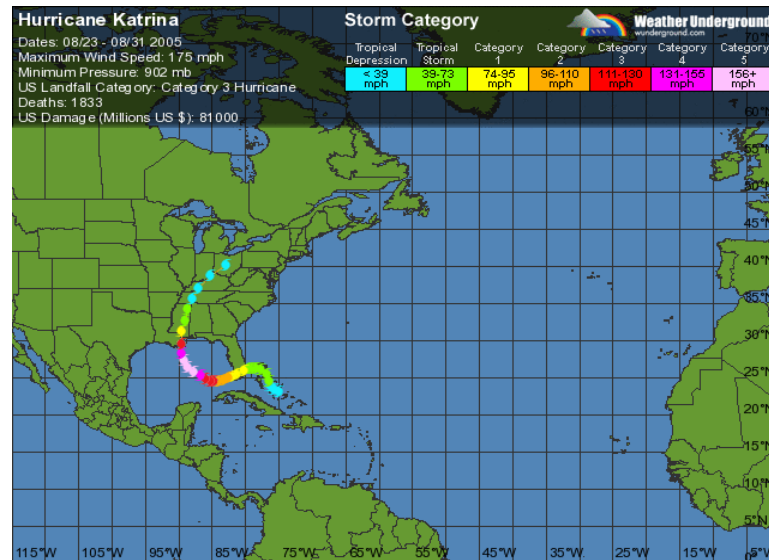 Hurricane Katrina
Dates: 08/23 - 08/31 2005
Maximum Wind Speed: 175 mph
Minimum Pressure: 902 mb
US Landfall Category: Category 3 Hurricane
Deaths: 1833
US Damage (Millions US $): 81000
Storm Category
Weather Underground
wunderground.com
Tropical Depression
Tropical Storm
Category 1
Category 2
Category 3
Category 4
Category 5
< 39 mph
39-73 mph
74-95 mph
96-110 mph
111-130 mph
131-155 mph
156+ mph
70°N
60°N
55°N
50°N
45°N
40°N
35°N
30°N
25°N
20°N
15°N
10°N
5°N
0°N
115°W 105°W 95°W 85°W 75°W 65°W 55°W 45°W 35°W 25°W 15°W 5°W